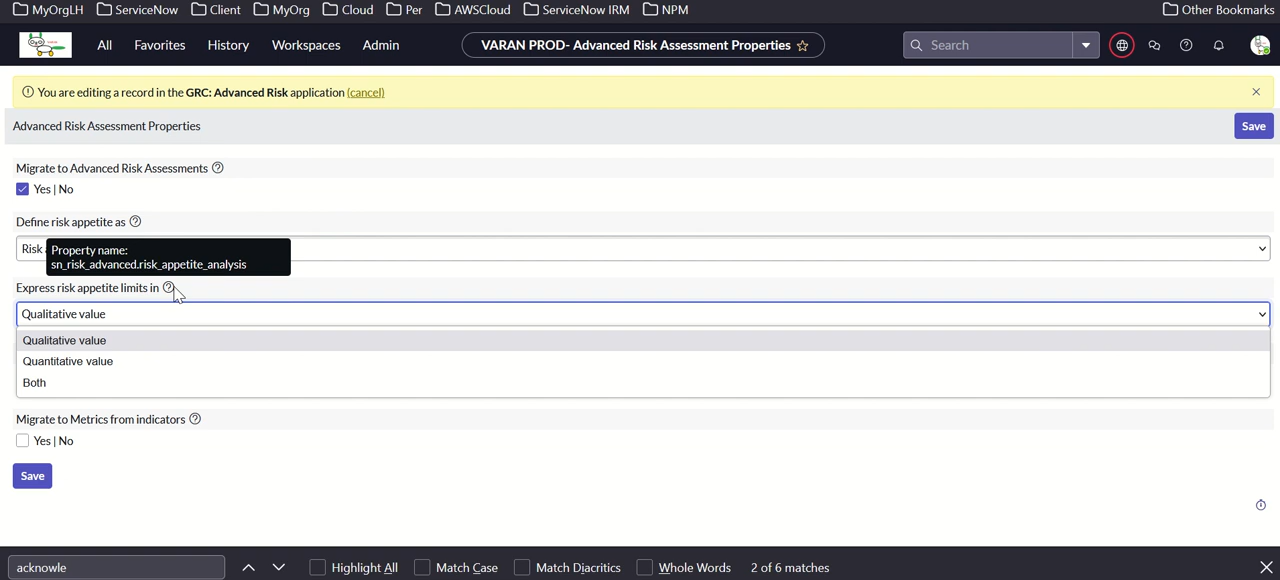 MyOrgLH ServiceNow Client MyOrg Cloud Per AWSCloud ServiceNow IRM NPM Other Bookmarks
All Favorites History Workspaces Admin VARAN PROD- Advanced Risk Assessment Properties Search
You are editing a record in the GRC: Advanced Risk application (cancel)
Advanced Risk Assessment Properties Save
Migrate to Advanced Risk Assessments
Yes | No
Define risk appetite as
Risk
Property name:
sn_risk_advanced.risk_appetite_analysis
Express risk appetite limits in
Qualitative value
Qualitative value
Quantitative value
Both
Migrate to Metrics from indicators
Yes | No
Save
acknowle Highlight All Match Case Match Diacritics Whole Words 2 of 6 matches